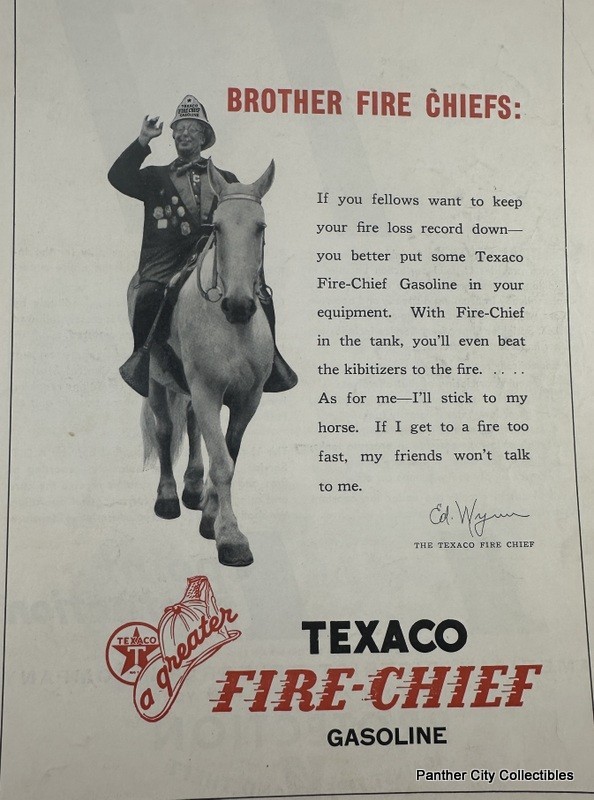 BROTHER FIRE CHIEFS:
TEXACO
FIRE-CHIEF
GASOLINE
If you fellows want to keep
your fire loss record down—
you better put some Texaco
Fire-Chief Gasoline in your
equipment. With Fire-Chief
in the tank, you'll even beat
the kibitizers to the fire. . . . .
As for me—I'll stick to my
horse. If I get to a fire too
fast, my friends won't talk
to me.
Ed. Wynn
THE TEXACO FIRE CHIEF
TEXACO
T
a greater
TEXACO
FIRE-CHIEF
GASOLINE
Panther City Collectibles